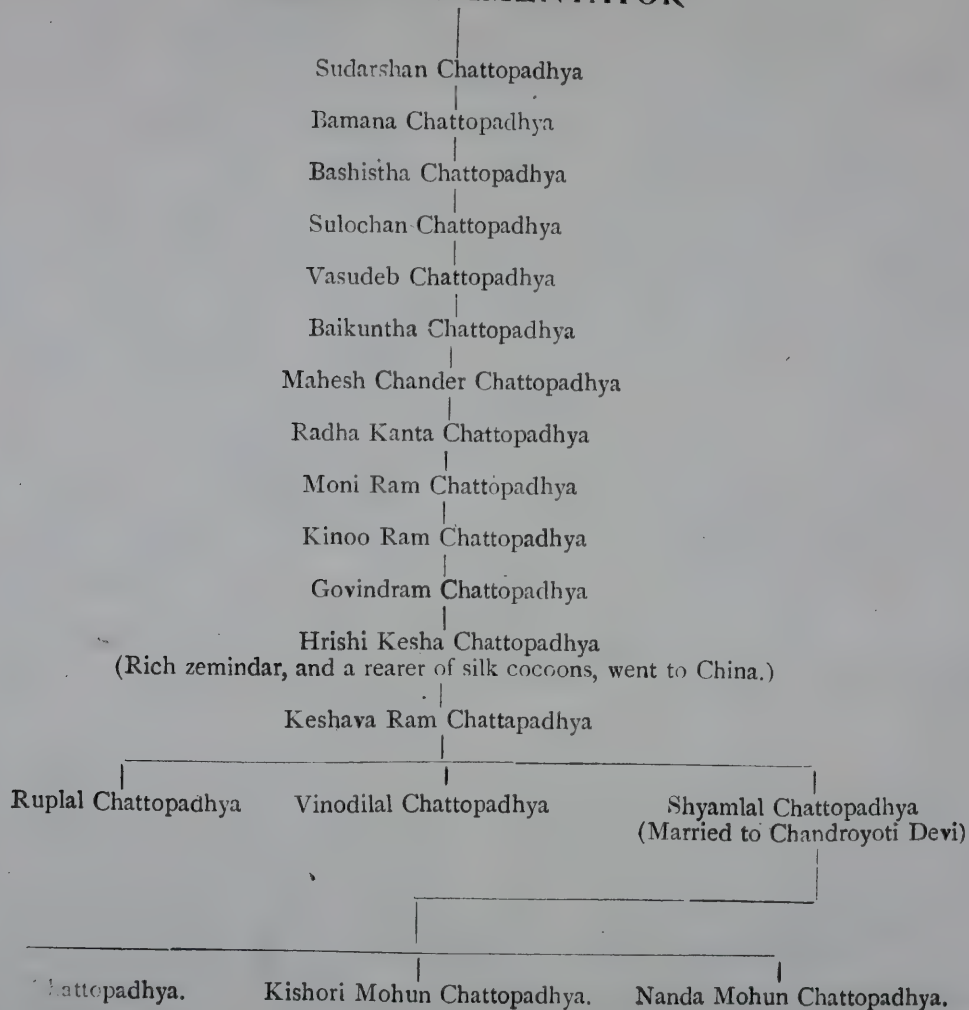 Sudarshan Chattopadhya
Bamana Chattopadhya
Bashistha Chattopadhya
Sulochan Chattopadhya
Vasudeb Chattopadhya
Baikuntha Chattopadhya
Mahesh Chander Chattopadhya
Radha Kanta Chattopadhya
Moni Ram Chattopadhya
Kinoo Ram Chattopadhya
Govindram Chattopadhya
Hrishi Kesha Chattopadhya
(Rich zemindar, and a rearer of silk cocoons, went to China.)
Keshava Ram Chattapadhya
Ruplal Chattopadhya Vinodilal Chattopadhya Shyamlal Chattopadhya
(Married to Chandroyoti Devi)
Kishori Mohun Chattopadhya. Nanda Mohun Chattopadhya.